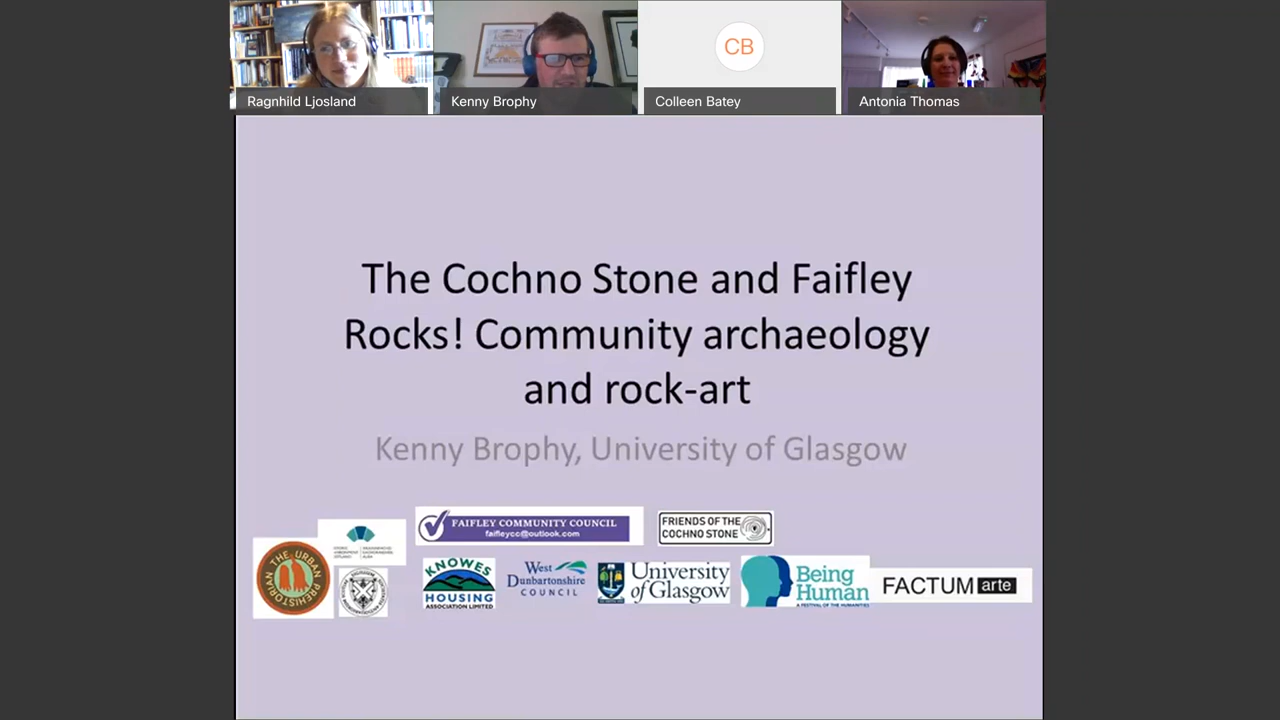 Ragnhild Ljosland
Kenny Brophy
CB
Colleen Batey
Antonia Thomas
The Cochno Stone and Faifley
Rocks! Community archaeology
and rock-art
Kenny Brophy, University of Glasgow
FAIFLEY COMMUNITY COUNCIL
faifleycc@outlook.com
FRIENDS OF THE
COCHNO STONE
THE URBAN
PREHISTORIAN
KNOWES
HOUSING
ASSOCIATION LIMITED
West
Dunbartonshire
COUNCIL
University
of Glasgow
Being
Human
A FESTIVAL OF THE HUMANITIES
FACTUM arte